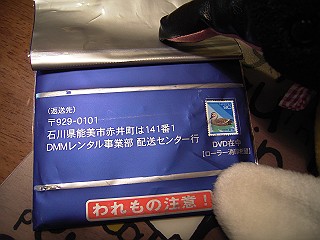 (返送先)
〒929-0101
石川県能美市赤井町は141番1
DMMレンタル事業部 配送センター行
DVD在中
われもの注意!